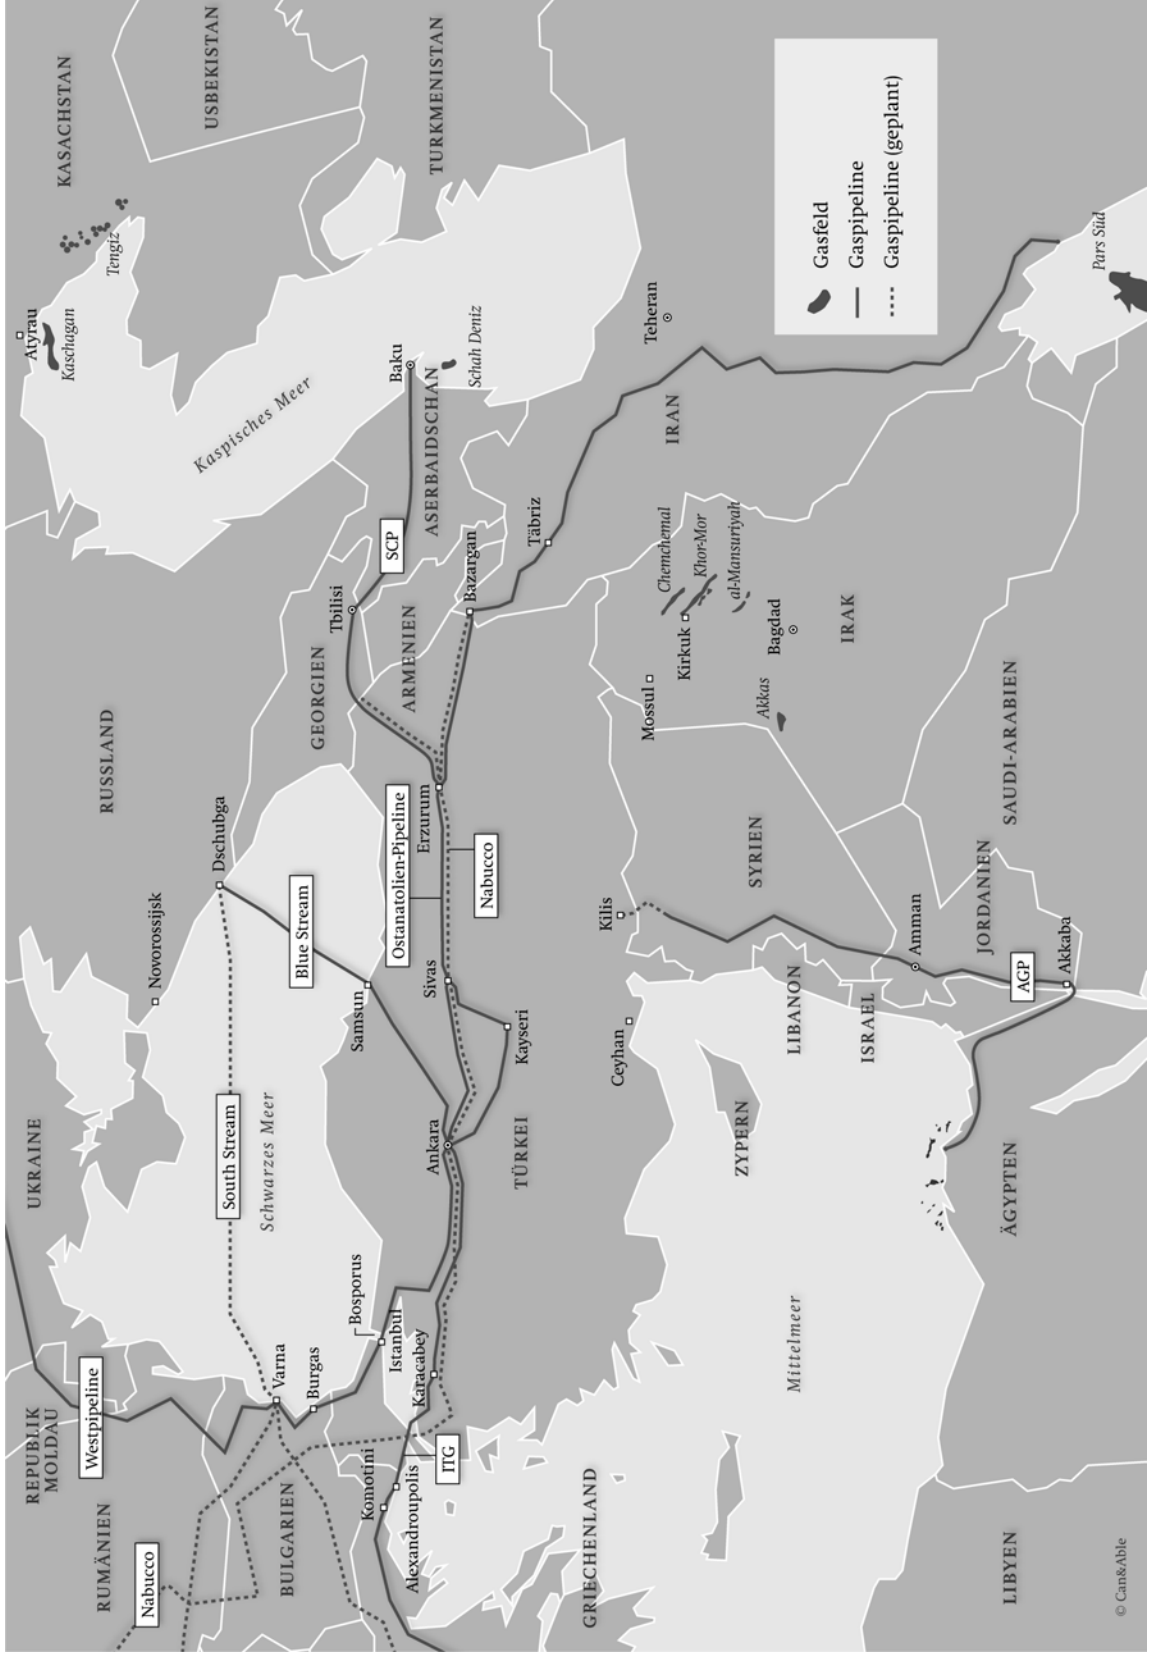 REPUBLIK
MOLDAU
UKRAINE
RUSSLAND
KASACHSTAN
Atyrau
Kaschagan
Tengiz
USBEKISTAN
Westpipeline
RUMÄNIEN
Nabucco
Novorossijsk
Dschubga
South Stream
Schwarzes Meer
Blue Stream
Varna
Burgas
BULGARIEN
Kaspisches Meer
GEORGIEN
Tbilisi
SCP
Baku
ASERBAIDSCHAN
Schah Deniz
TURKMENISTAN
ARMENIEN
Bazargan
Bosporus
Istanbul
Karacabey
Komotini
Alexandroupolis
ITG
Samsun
Ankara
Sivas
Kayseri
Ostanatolien-Pipeline
Erzurum
Nabucco
TÜRKEI
Täbriz
Teheran
IRAN
GRIECHENLAND
Ceyhan
Kilis
Mossul
Kirkuk
Chemchemal
Khor-Mor
al-Mansuriyah
Bagdad
Akkas
IRAK
ZYPERN
SYRIEN
LIBANON
ISRAEL
Mittelmeer
Amman
JORDANIEN
AGP
Akkaba
SAUDI-ARABIEN
ÄGYPTEN
LIBYEN
Pars Süd
Gasfeld
Gaspipeline
Gaspipeline (geplant)
© Can&Able